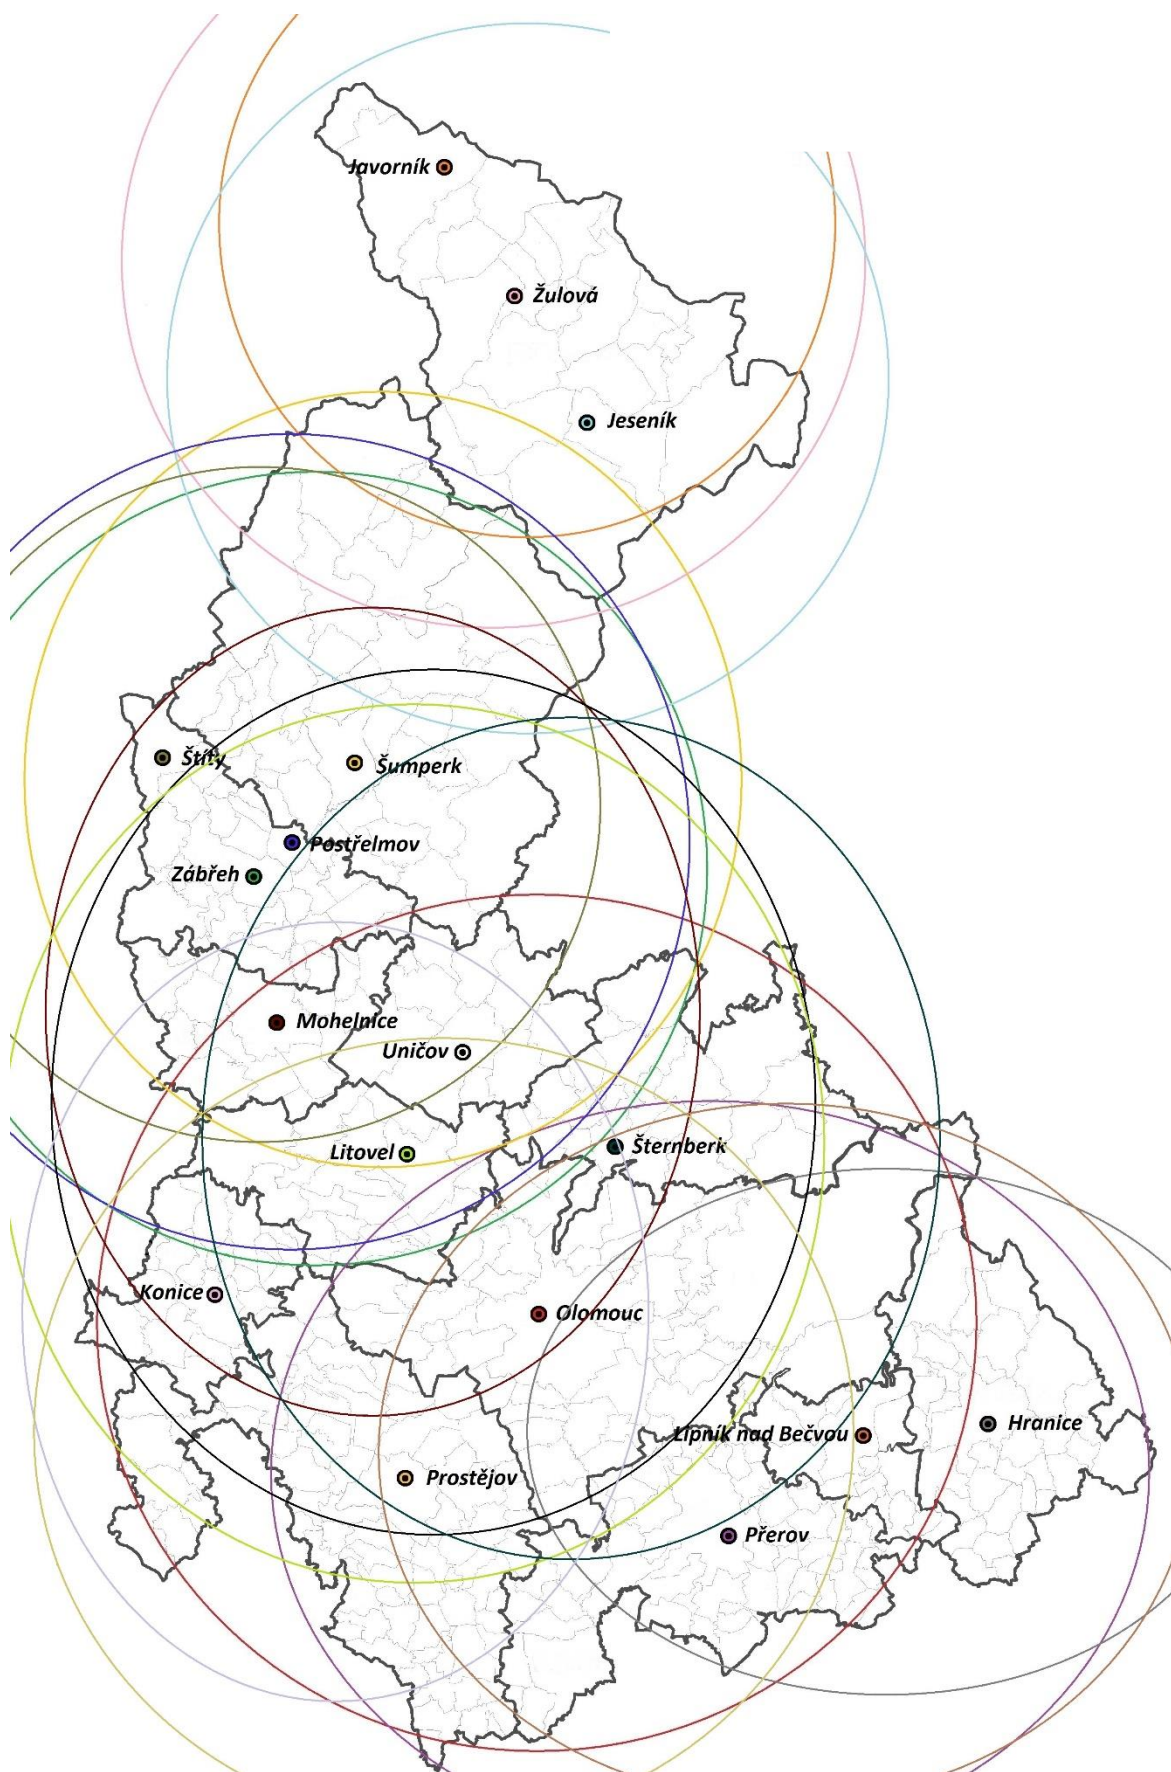 Javorník
Žulová
Jeseník
Štíty
Šumperk
Postřelmov
Zábřeh
Mohelnice
Uničov
Litovel
Šternberk
Konice
Olomouc
Lipník nad Bečvou
Hranice
Prostějov
Přerov